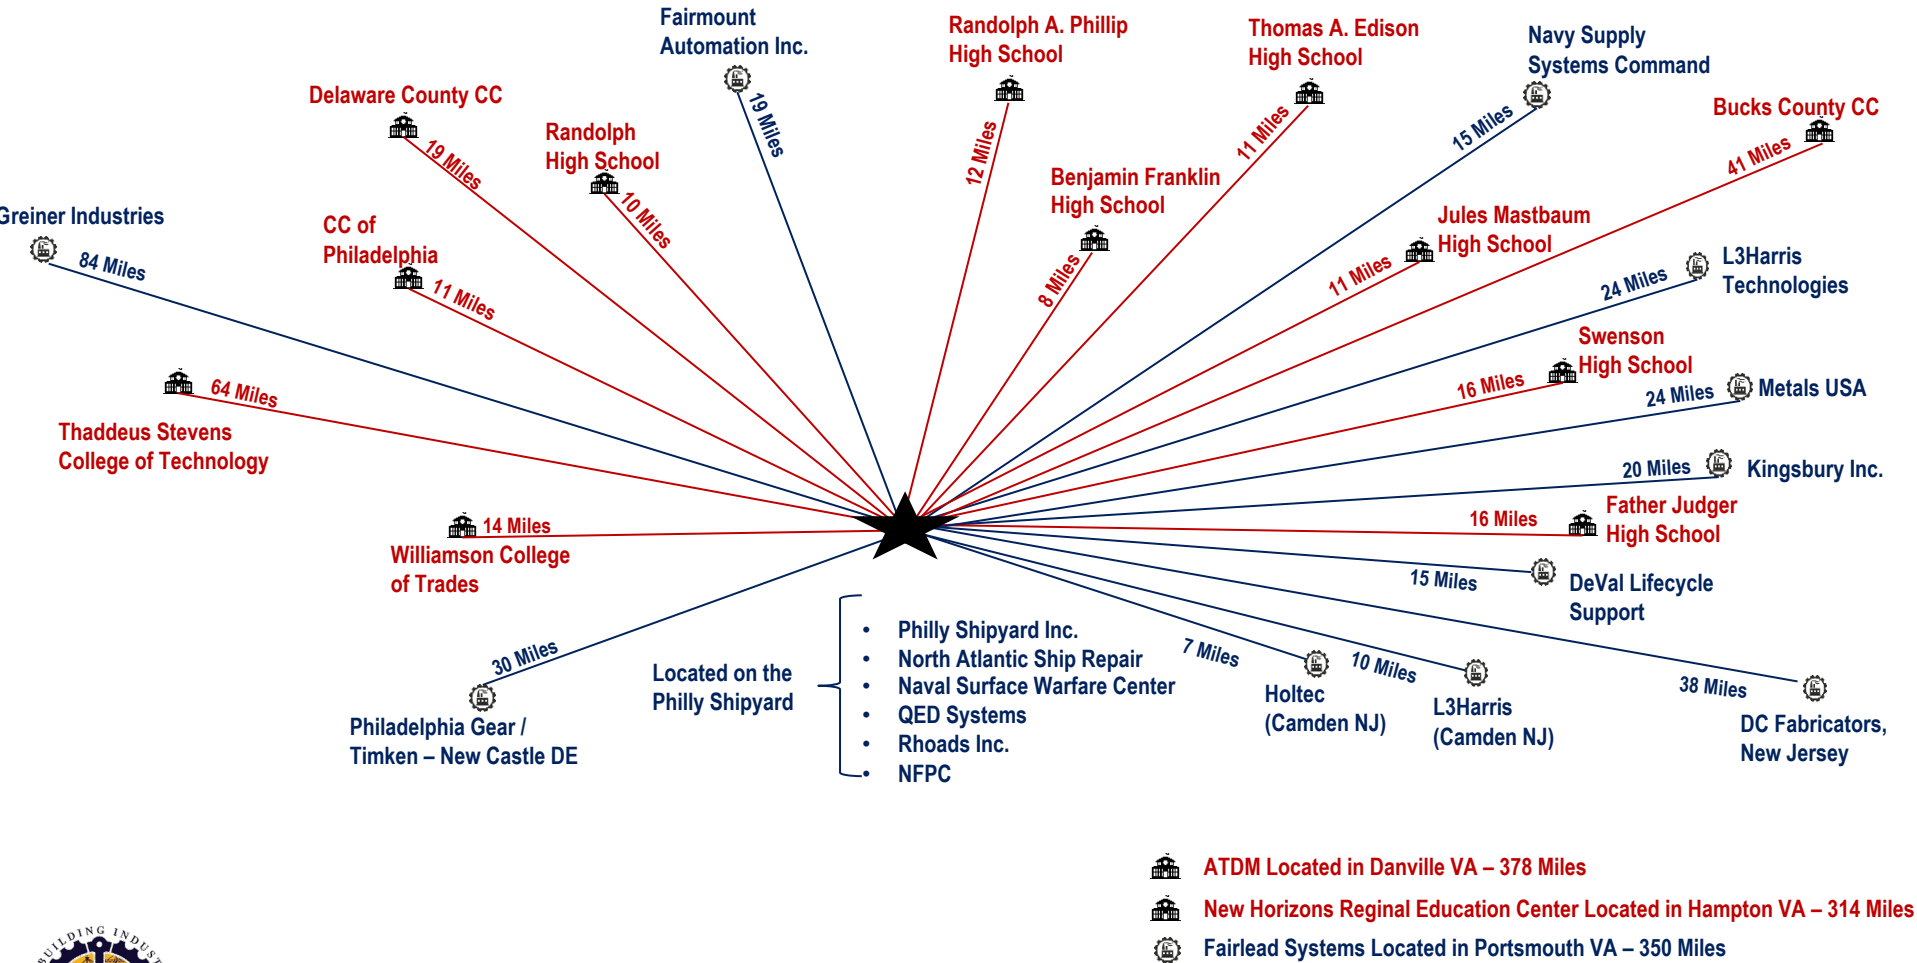 Fairmount
Automation Inc.
19 Miles
Randolph A. Phillip
High School
12 Miles
Thomas A. Edison
High School
11 Miles
Navy Supply
Systems Command
15 Miles
Bucks County CC
41 Miles
Delaware County CC
19 Miles
Randolph
High School
10 Miles
Benjamin Franklin
High School
8 Miles
Jules Mastbaum
High School
11 Miles
Greiner Industries
84 Miles
CC of
Philadelphia
11 Miles
L3Harris
Technologies
24 Miles
Swenson
High School
16 Miles
24 Miles
Metals USA
64 Miles
Thaddeus Stevens
College of Technology
20 Miles
Kingsbury Inc.
14 Miles
Williamson College
of Trades
16 Miles
Father Judger
High School
15 Miles
DeVal Lifecycle
Support
30 Miles
Philadelphia Gear /
Timken – New Castle DE
Located on the
Philly Shipyard
• Philly Shipyard Inc.
• North Atlantic Ship Repair
• Naval Surface Warfare Center
• QED Systems
• Rhoads Inc.
• NFPC
7 Miles
Holtec
(Camden NJ)
10 Miles
L3Harris
(Camden NJ)
38 Miles
DC Fabricators,
New Jersey
ATDM Located in Danville VA – 378 Miles
New Horizons Reginal Education Center Located in Hampton VA – 314 Miles
Fairlead Systems Located in Portsmouth VA – 350 Miles